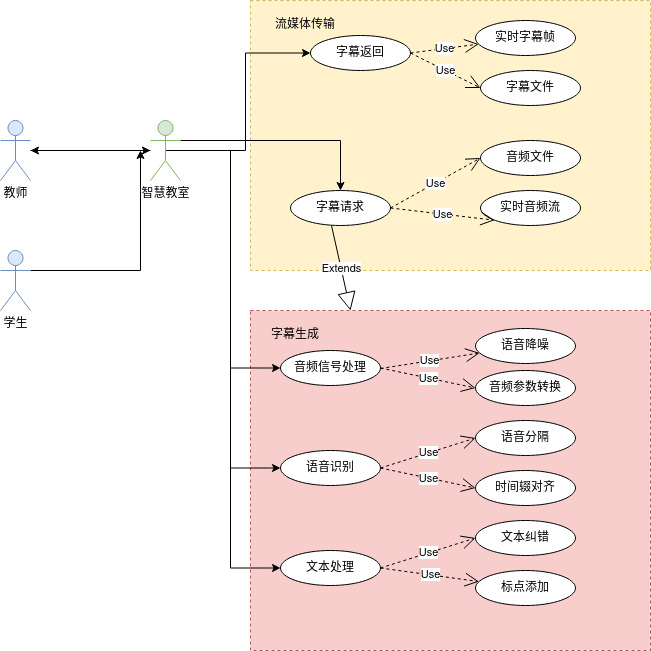 流媒体传输
字幕返回
Use
实时字幕帧
Use
字幕文件
教师
智慧教室
字幕请求
Use
音频文件
Use
实时音频流
学生
Extends
字幕生成
音频信号处理
Use
语音降噪
Use
音频参数转换
语音识别
Use
语音分隔
Use
时间辍对齐
文本处理
Use
文本纠错
Use
标点添加